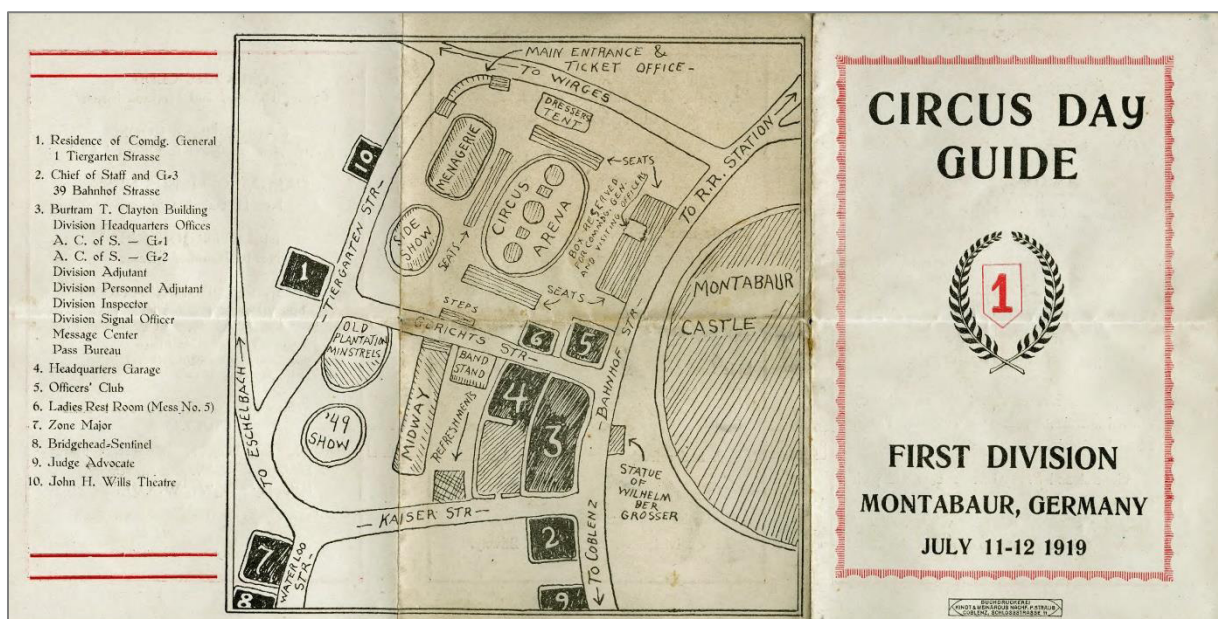 1. Residence of Comdg. General
1 Tiergarten Strasse
2. Chief of Staff and G-3
39 Bahnhof Strasse
3. Burtram T. Clayton Building
Division Headquarters Offices
A. C. of S. — G-1
A. C. of S. — G-2
Division Adjutant
Division Personnel Adjutant
Division Inspector
Division Signal Officer
Message Center
Pass Bureau
4. Headquarters Garage
5. Officers' Club
6. Ladies Rest Room (Mess No. 5)
7. Zone Major
8. Bridgehead-Sentinel
9. Judge Advocate
10. John H. Wills Theatre
MAIN ENTRANCE &
TICKET OFFICE -
- TO WIRGES
DRESSERS
TENT
MENAGERIE
10
SEATS
CIRCUS
ARENA
SIDE
SHOW
SEATS
BOX RESERVED
FOR COMMDG. GEN-
AND
VISITING OFFICERS
TO R.R. STATION
SEATS
1
- TIERGARTEN STR -
STEPS
GERICHTS STR -
6
5
MONTABAUR
CASTLE
OLD
PLANTATION
MINSTRELS
BAND
STAND
MIDWAY
REFRESHMENTS
4
3
- BAHNHOF STR -
'49
SHOW
TO ESCHELBACH
STATUE
OF
WILHELM
DER
GROSSER
- KAISER STR -
2
TO COBLENZ
7
WATERLOO
STR -
8
9
CIRCUS DAY
GUIDE
1
FIRST DIVISION
MONTABAUR, GERMANY
JULY 11-12 1919
BUCHDRUCKEREI
COBLENZ, SCHLOSSSTRASSE 11